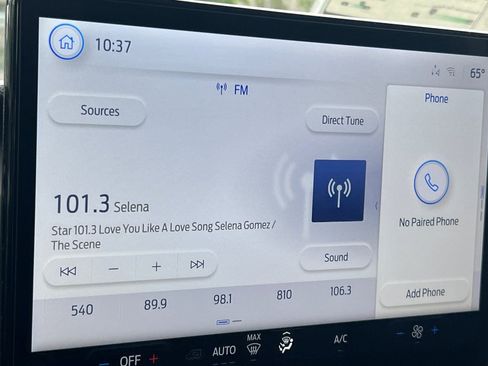 10:37
65°
FM
Phone
Sources
Direct Tune
101.3 Selena
Star 101.3 Love You Like A Love Song Selena Gomez /
The Scene
No Paired Phone
Sound
Add Phone
540 89.9 98.1 810 106.3
OFF AUTO MAX A/C